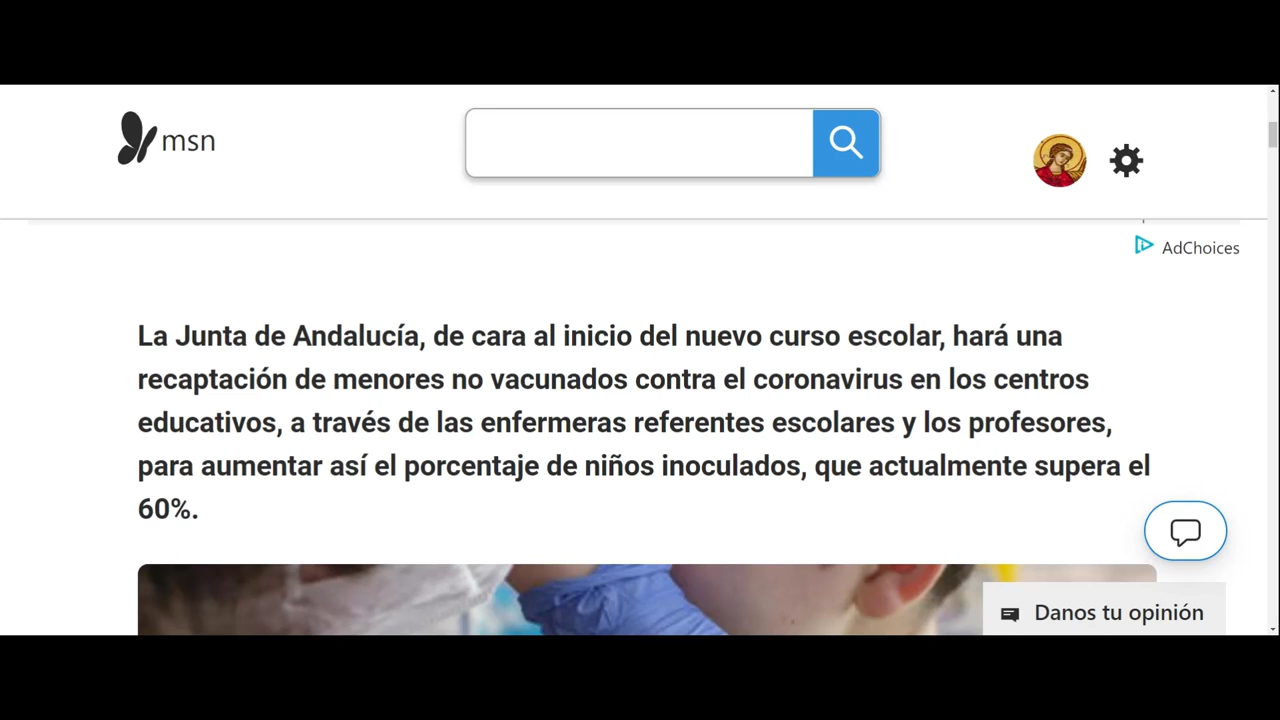 msn
AdChoices
La Junta de Andalucía, de cara al inicio del nuevo curso escolar, hará una
recaptación de menores no vacunados contra el coronavirus en los centros
educativos, a través de las enfermeras referentes escolares y los profesores,
para aumentar así el porcentaje de niños inoculados, que actualmente supera el
60%.
Danos tu opinión